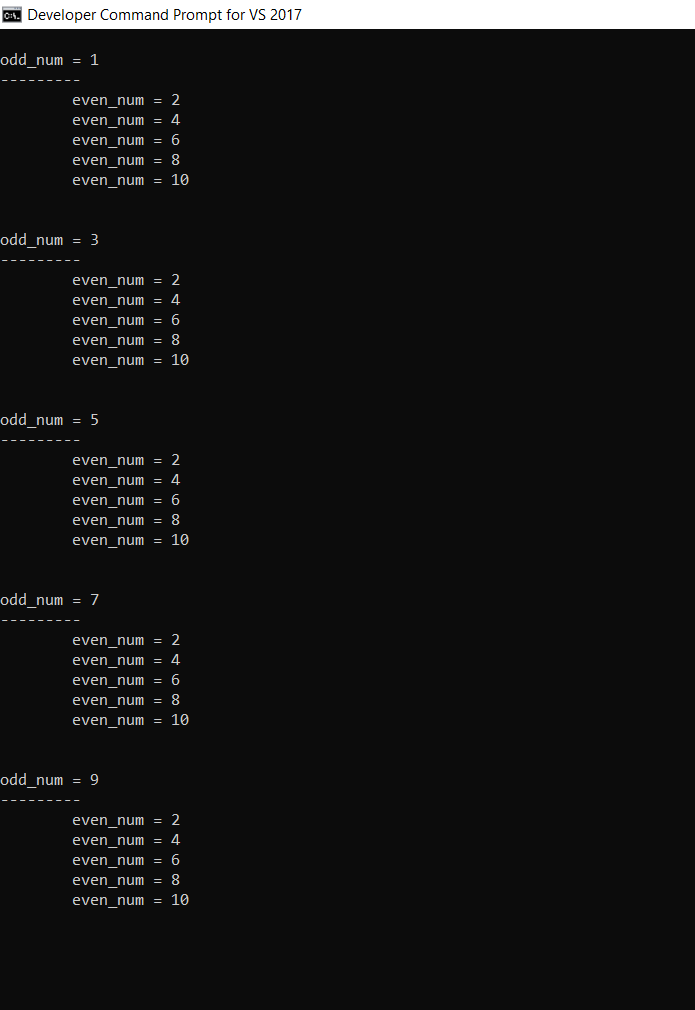 Developer Command Prompt for VS 2017
odd_num = 1
---------
even_num = 2
even_num = 4
even_num = 6
even_num = 8
even_num = 10
odd_num = 3
---------
even_num = 2
even_num = 4
even_num = 6
even_num = 8
even_num = 10
odd_num = 5
---------
even_num = 2
even_num = 4
even_num = 6
even_num = 8
even_num = 10
odd_num = 7
---------
even_num = 2
even_num = 4
even_num = 6
even_num = 8
even_num = 10
odd_num = 9
---------
even_num = 2
even_num = 4
even_num = 6
even_num = 8
even_num = 10